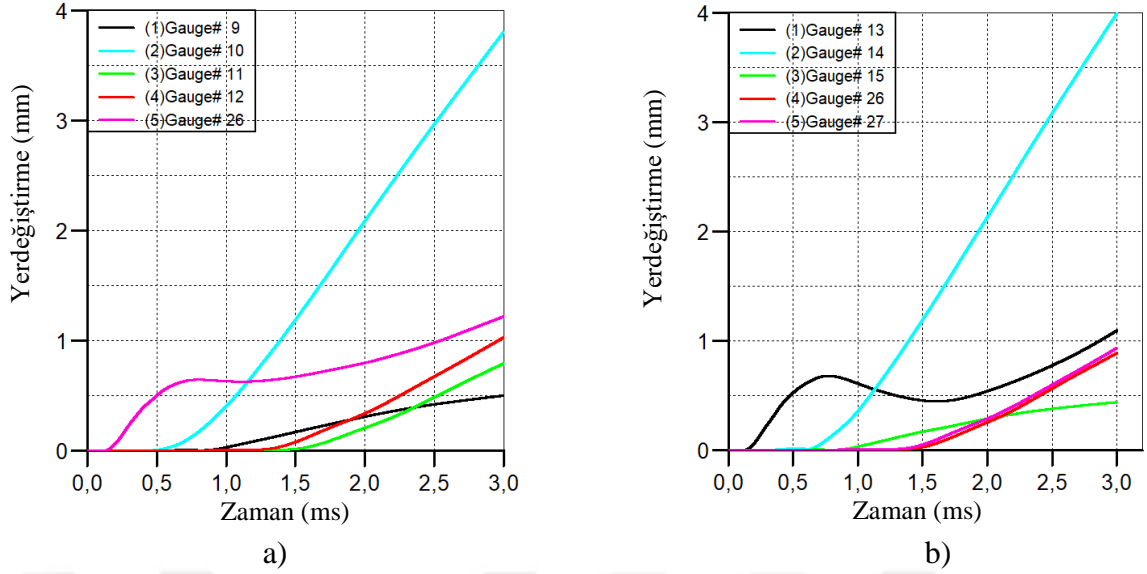 4
3
2
1
0
Yerdeğiştirme (mm)
(1)Gauge# 9
(2)Gauge# 10
(3)Gauge# 11
(4)Gauge# 12
(5)Gauge# 26
0,0 0,5 1,0 1,5 2,0 2,5 3,0
Zaman (ms)
a)
4
3
2
1
0
Yerdeğiştirme (mm)
(1)Gauge# 13
(2)Gauge# 14
(3)Gauge# 15
(4)Gauge# 26
(5)Gauge# 27
0,0 0,5 1,0 1,5 2,0 2,5 3,0
Zaman (ms)
b)